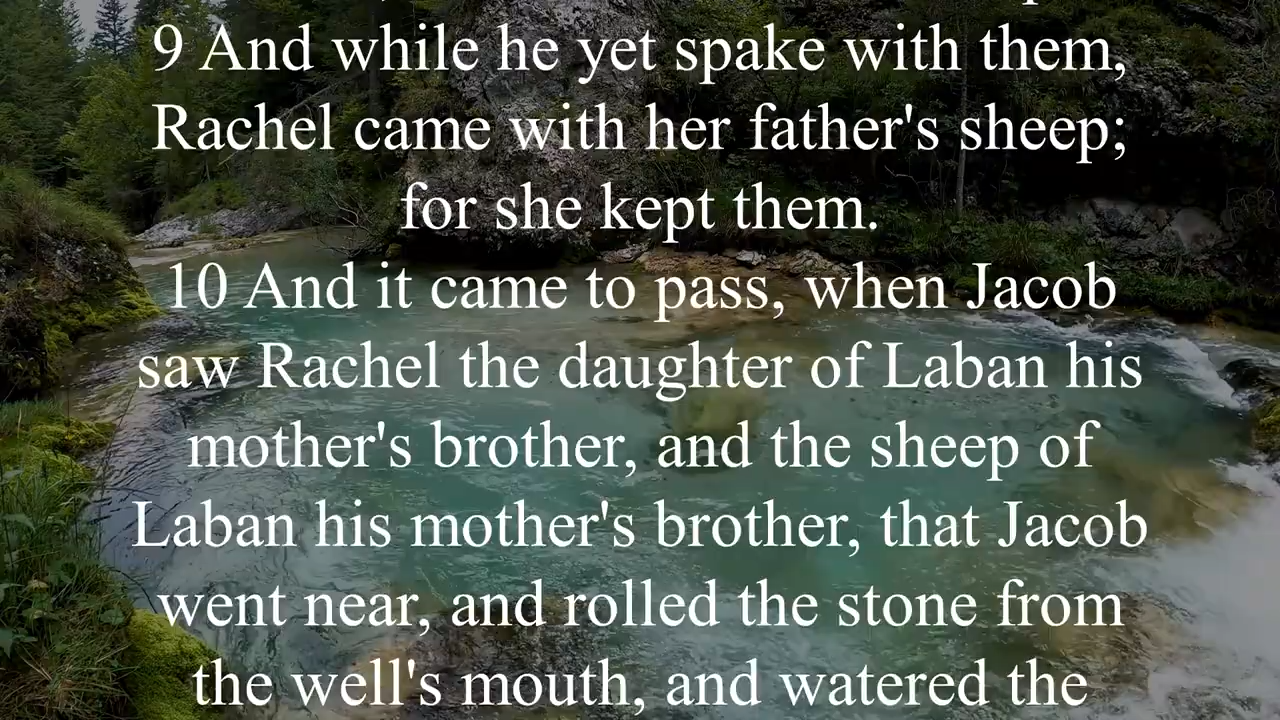 9 And while he yet spake with them,
Rachel came with her father's sheep;
for she kept them.
10 And it came to pass, when Jacob
saw Rachel the daughter of Laban his
mother's brother, and the sheep of
Laban his mother's brother, that Jacob
went near, and rolled the stone from
the well's mouth, and watered the